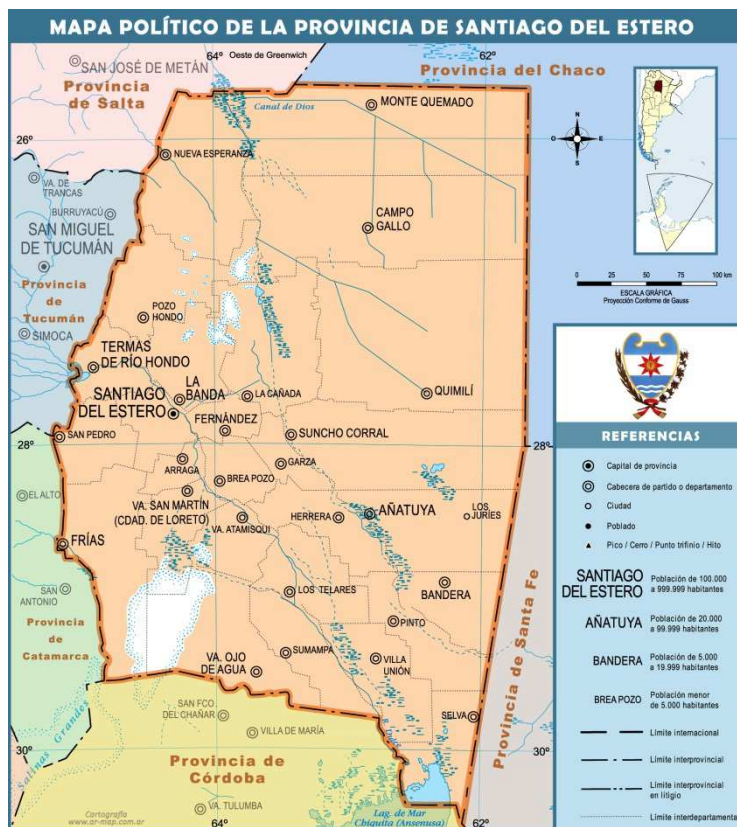 MAPA POLÍTICO DE LA PROVINCIA DE SANTIAGO DEL ESTERO
64
Oeste de Greenwich
62º
SAN JOSÉ DE METÁN
Provincia
de Salta
Provincia del Chaco
Canal de Dios
MONTE QUEMADO
26º
26º
NUEVA ESPERANZA
VA. DE
TRANCAS
BURRUYACÚ
SAN MIGUEL
DE TUCUMÁN
CAMPO
GALLO
Provincia
de
Tucumán
SIMOCA
POZO
HONDO
TERMAS
DE RÍO HONDO
SANTIAGO
DEL ESTERO
LA
BANDA
LA CAÑADA
QUIMILÍ
FERNÁNDEZ
SUNCHO CORRAL
SAN PEDRO
28º
28º
ARRAGA
GARZA
BREA POZO
EL ALTO
VA. SAN MARTÍN
(CDAD. DE LORETO)
VA. ATAMISQUI
HERRERA
AÑATUYA
LOS
JURÍES
FRÍAS
SAN
ANTONIO
LOS TELARES
BANDERA
PINTO
Provincia
de
Catamarca
SUMAMPA
VILLA
UNIÓN
VA. OJO
DE AGUA
Provincia de Santa Fe
SAN FCO.
DEL CHAÑAR
VILLA DE MARÍA
SELVA
Salinas Grandes
30º
30º
Provincia
de
Córdoba
VA. TULUMBA
Lag. de Mar
Chiquita (Ansenusa)
Cartografía
www.ar-map.com.ar
64
62º
N
O
E
S
0
25
50
75
100 km
ESCALA GRÁFICA
Proyección Conforme de Gauss
REFERENCIAS
Capital de provincia
Cabecera de partido o departamento
Ciudad
Poblado
Pico / Cerro / Punto trifinio / Hito
SANTIAGO
DEL ESTERO
Población de 100.000
a 999.999 habitantes
AÑATUYA
Población de 20.000
a 99.999 habitantes
BANDERA
Población de 5.000
a 19.999 habitantes
BREA POZO
Población menor
de 5.000 habitantes
Límite internacional
Límite interprovincial
Límite interprovincial
en litigio
Límite interdepartamental